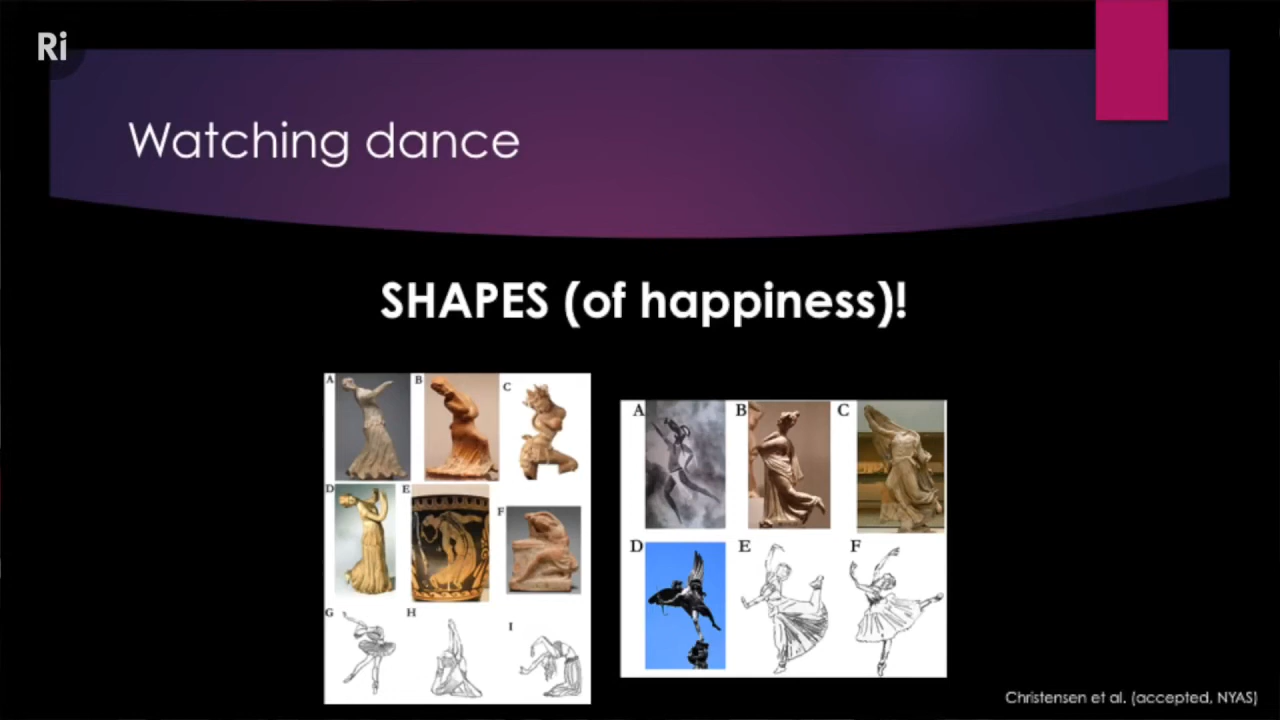 Ri
Watching dance
SHAPES (of happiness)!
A B C
D E F
G H I
A B C
D E F
Christensen et al. (accepted, NYAS)